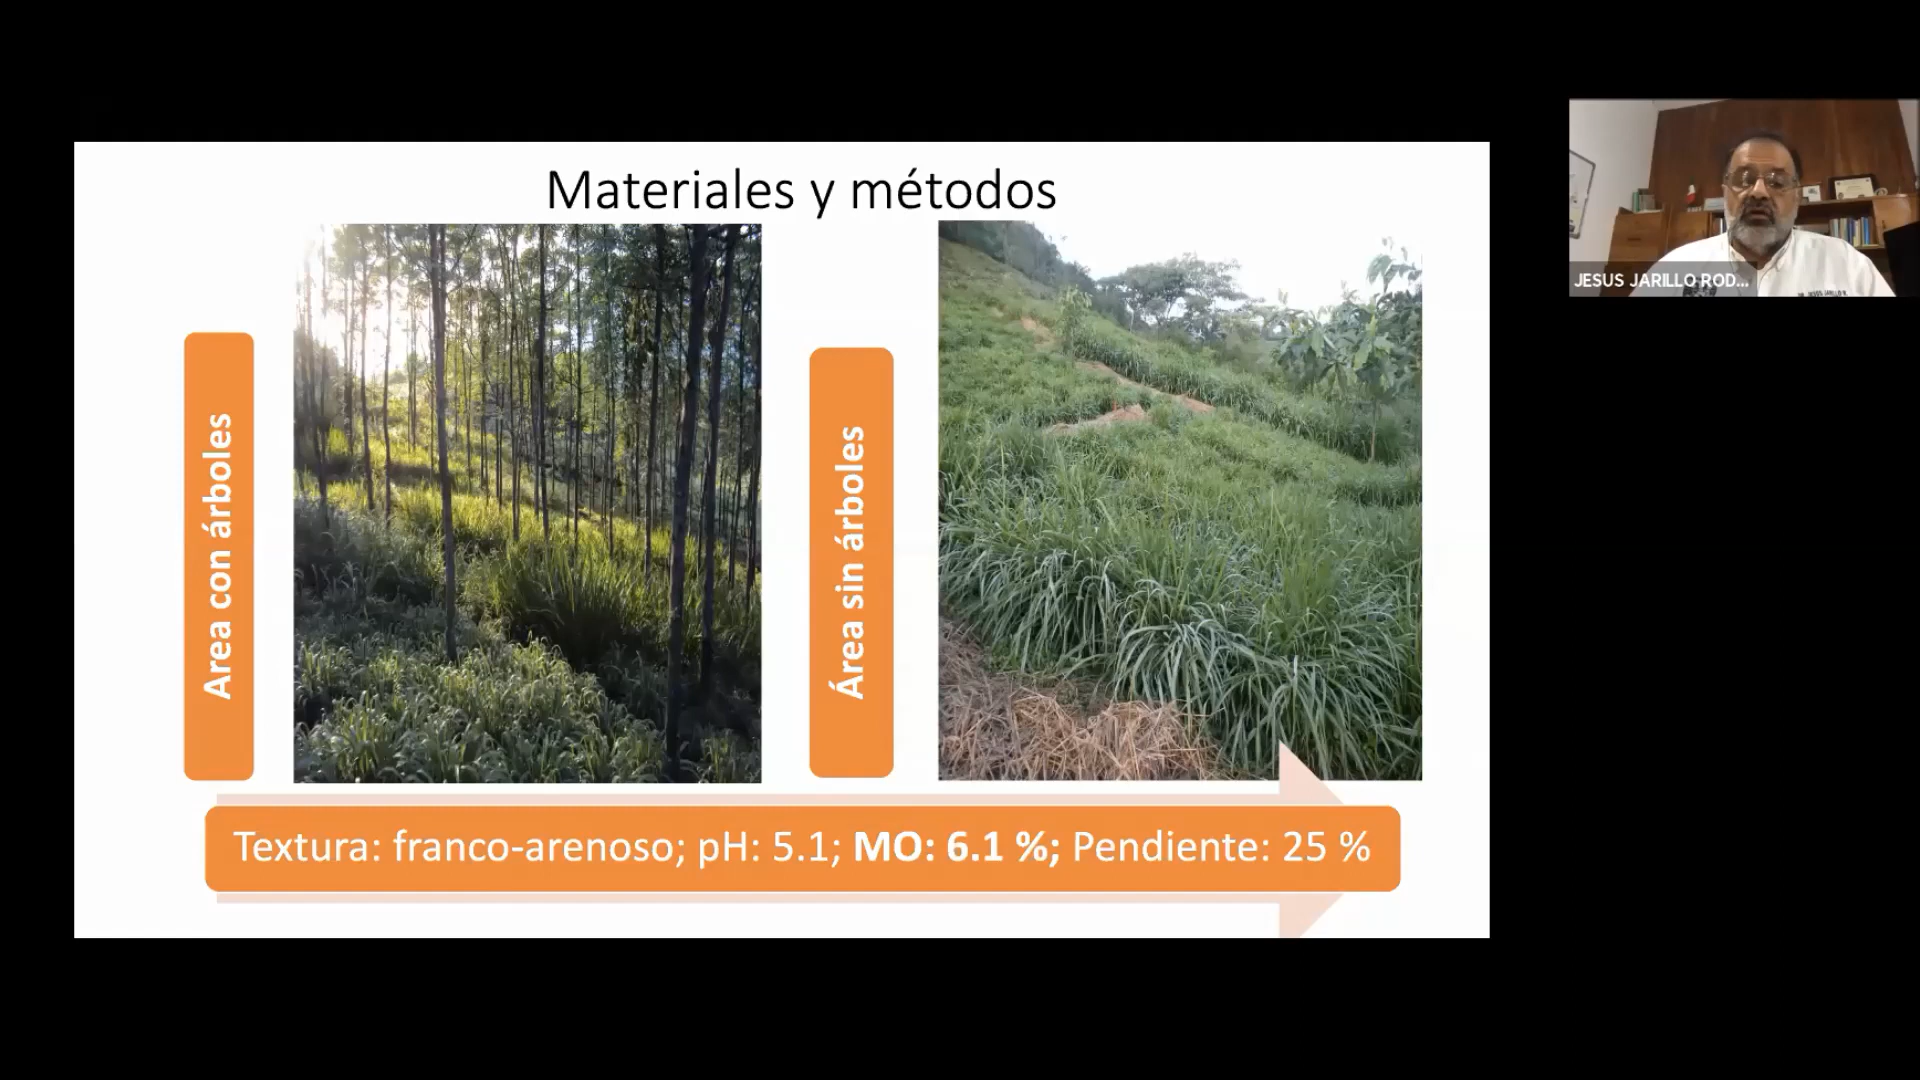 Materiales y métodos
Area con árboles
Área sin árboles
Textura: franco-arenoso; pH: 5.1; MO: 6.1 %; Pendiente: 25 %
JESUS JARILLO ROD...